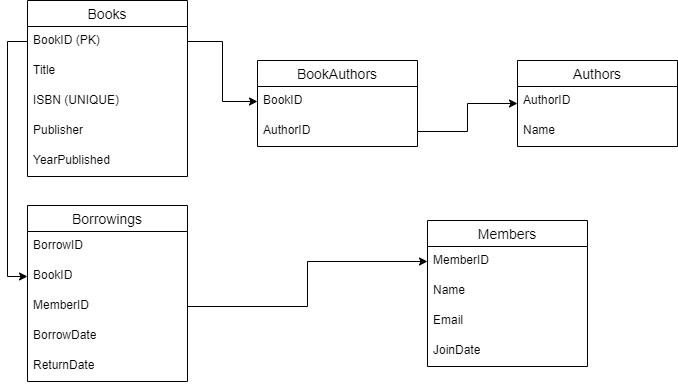 Books
BookID (PK)
Title
ISBN (UNIQUE)
Publisher
YearPublished
BookAuthors
BookID
AuthorID
Authors
AuthorID
Name
Borrowings
BorrowID
BookID
MemberID
BorrowDate
ReturnDate
Members
MemberID
Name
Email
JoinDate